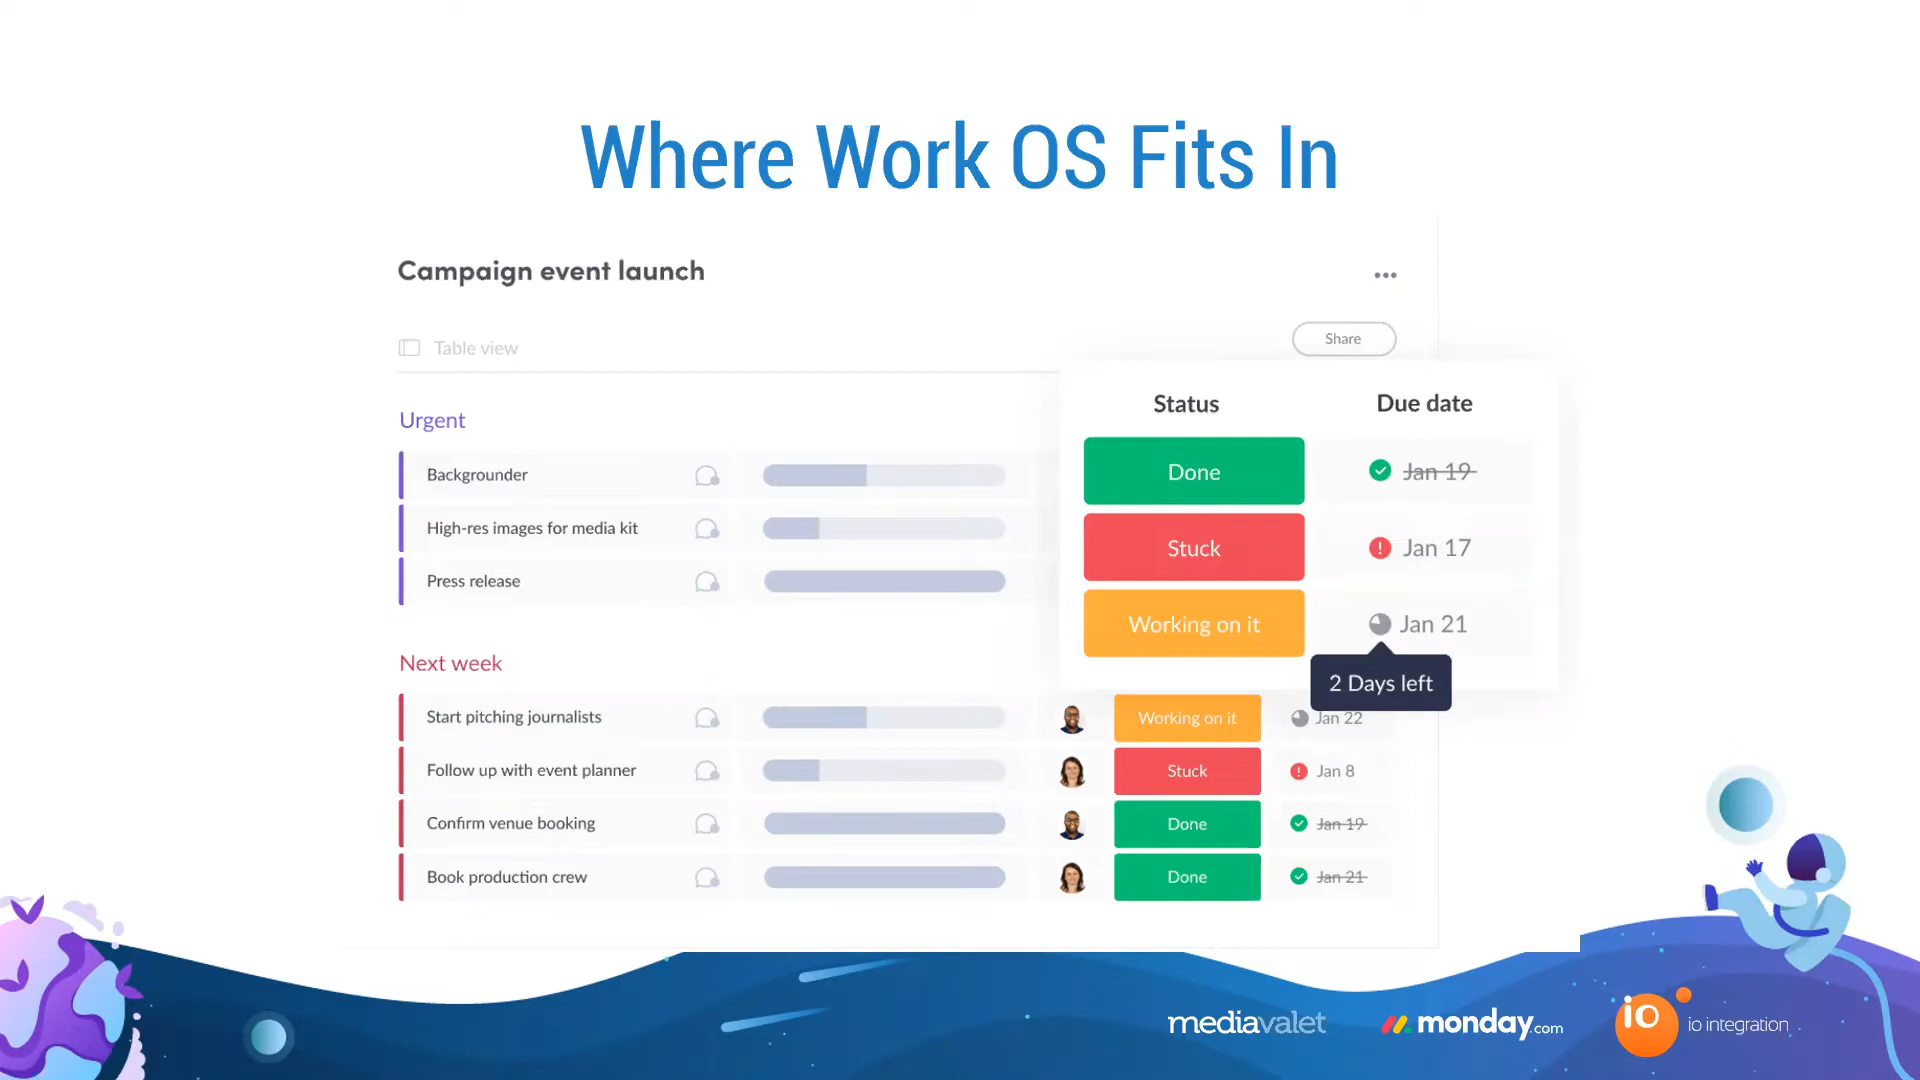 Where Work OS Fits In
Campaign event launch
Table view
Share
Status
Due date
Urgent
Backgrounder
Done
Jan 19
High-res images for media kit
Stuck
Jan 17
Press release
Working on it
Jan 21
2 Days left
Next week
Start pitching journalists
Working on it
Jan 22
Follow up with event planner
Stuck
Jan 8
Confirm venue booking
Done
Jan 19
Book production crew
Done
Jan 21
mediavalet
monday.com
io
io integration